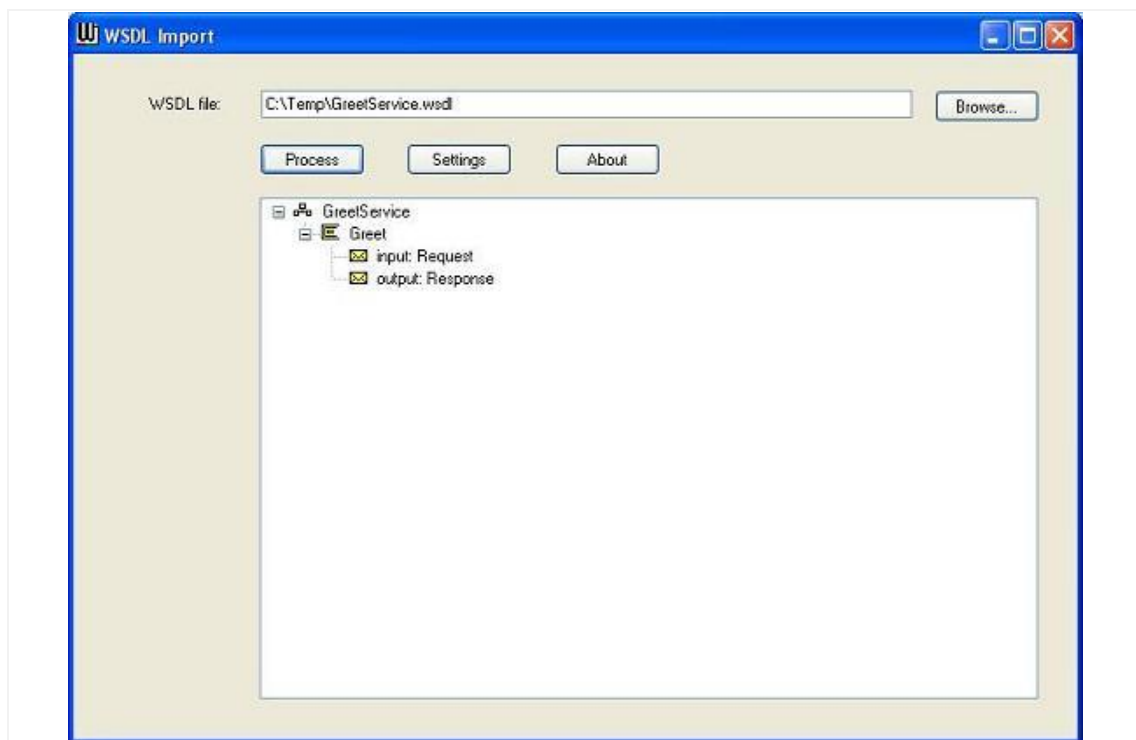 WSDL Import
WSDL file: C:\Temp\GreetService.wsdl Browse...
Process Settings About
GreetService
Greet
input: Request
output: Response